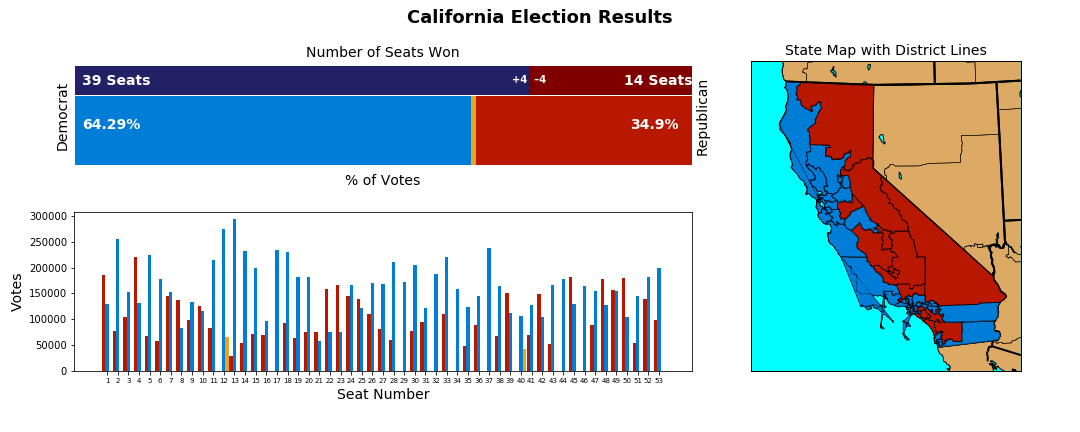 California Election Results
Number of Seats Won
State Map with District Lines
Democrat
39 Seats
+4
–4
14 Seats
64.29%
34.9%
Republican
% of Votes
Votes
300000
250000
200000
150000
100000
50000
0
1 2 3 4 5 6 7 8 9 10 11 12 13 14 15 16 17 18 19 20 21 22 23 24 25 26 27 28 29 30 31 32 33 34 35 36 37 38 39 40 41 42 43 44 45 46 47 48 49 50 51 52 53
Seat Number